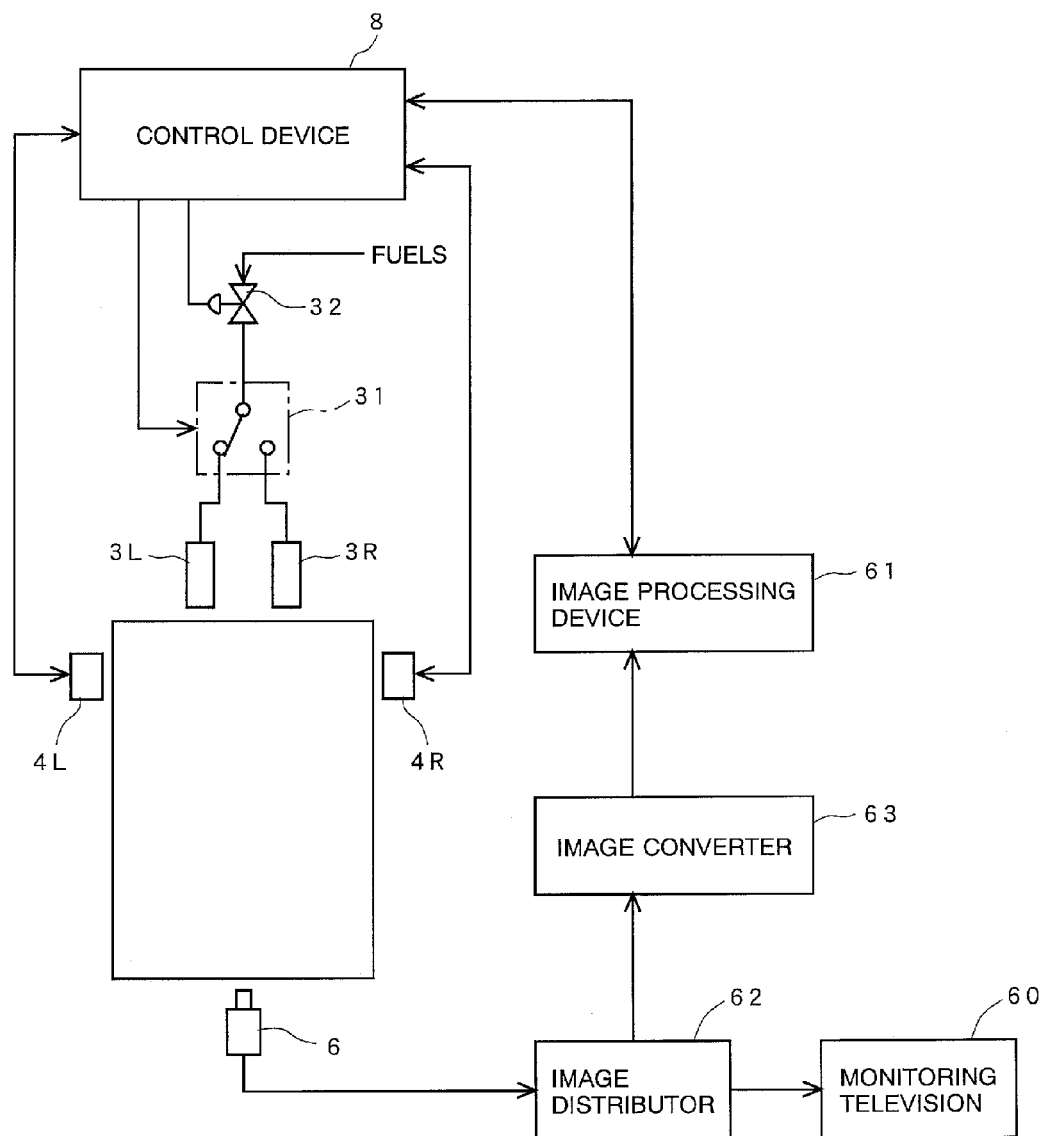 8
CONTROL DEVICE
FUELS
32
31
3L
3R
61
IMAGE PROCESSING
DEVICE
4L
4R
63
IMAGE CONVERTER
62
60
6
IMAGE
DISTRIBUTOR
MONITORING
TELEVISION